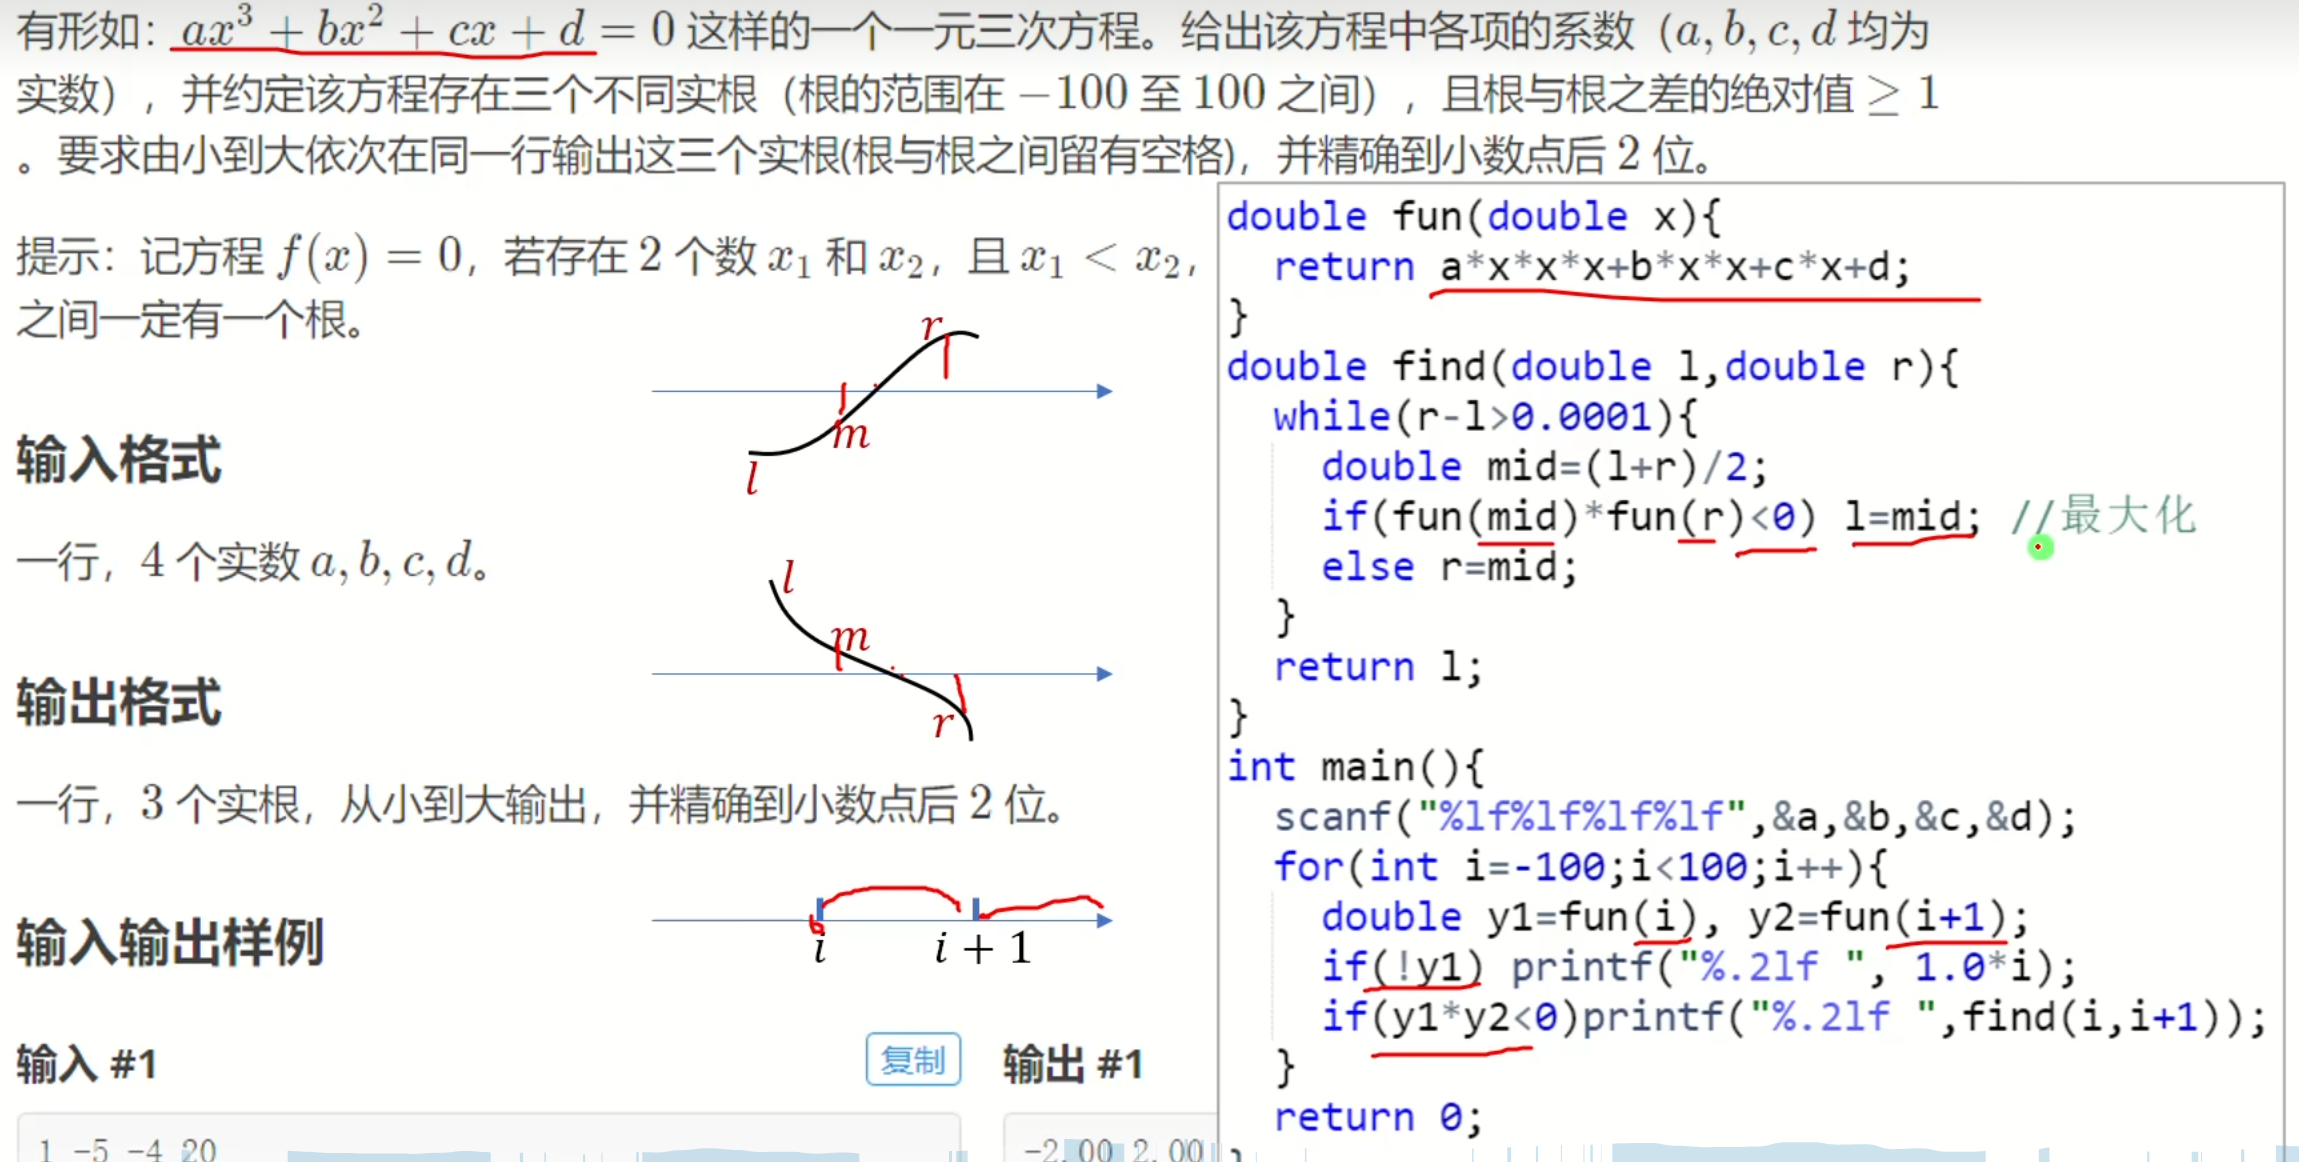 有形如：ax³ + bx² + cx + d = 0 这样的一个一元三次方程。给出该方程中各项的系数（a, b, c, d 均为
实数），并约定该方程存在三个不同实根（根的范围在 −100 至 100 之间），且根与根之差的绝对值 ≥ 1
。要求由小到大依次在同一行输出这三个实根(根与根之间留有空格)，并精确到小数点后 2 位。
提示：记方程 f(x) = 0，若存在 2 个数 x₁ 和 x₂，且 x₁ < x₂，
之间一定有一个根。
r
m
l
输入格式
一行，4 个实数 a, b, c, d。
l
m
r
输出格式
一行，3 个实根，从小到大输出，并精确到小数点后 2 位。
i
i + 1
输入输出样例
输入 #1
复制
输出 #1
1 -5 -4 20
-2.00 2.00
double fun(double x){
return a*x*x*x+b*x*x+c*x+d;
}
double find(double l,double r){
while(r-l>0.0001){
double mid=(l+r)/2;
if(fun(mid)*fun(r)<0) l=mid; //最大化
else r=mid;
}
return l;
}
int main(){
scanf("%lf%lf%lf%lf",&a,&b,&c,&d);
for(int i=-100;i<100;i++){
double y1=fun(i), y2=fun(i+1);
if(!y1) printf("%.2lf ", 1.0*i);
if(y1*y2<0)printf("%.2lf ",find(i,i+1));
}
return 0;
}